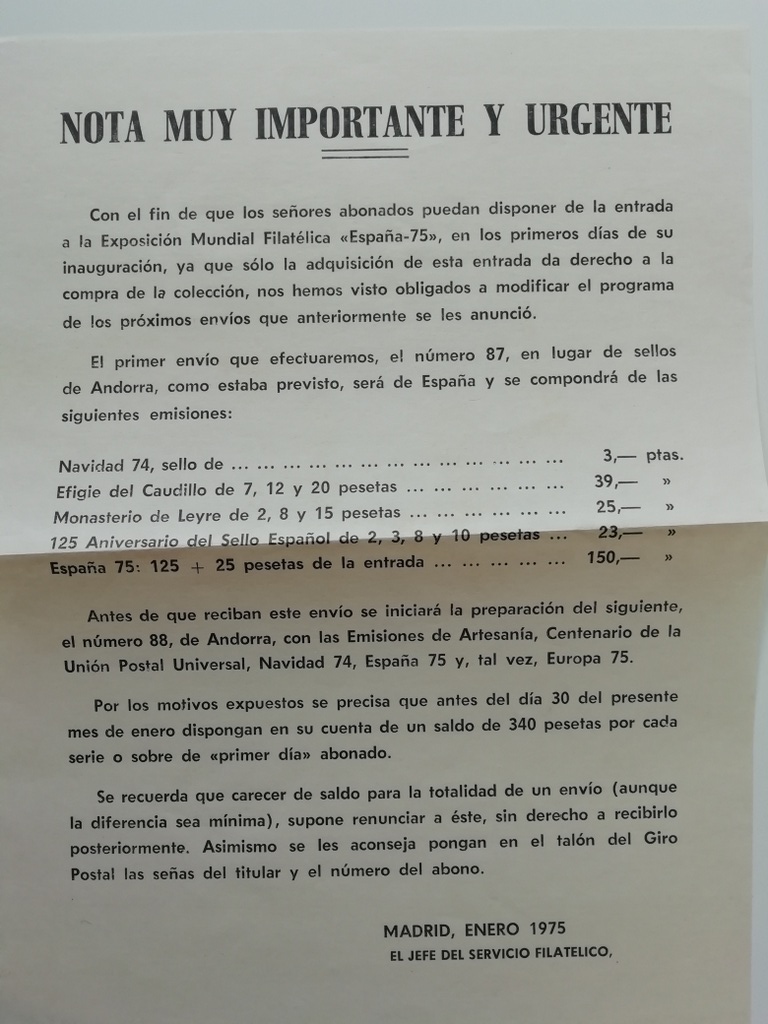 NOTA MUY IMPORTANTE Y URGENTE
Con el fin de que los señores abonados puedan disponer de la entrada
a la Exposición Mundial Filatélica «España-75», en los primeros días de su
inauguración, ya que sólo la adquisición de esta entrada da derecho a la
compra de la colección, nos hemos visto obligados a modificar el programa
de los próximos envíos que anteriormente se les anunció.
El primer envío que efectuaremos, el número 87, en lugar de sellos
de Andorra, como estaba previsto, será de España y se compondrá de las
siguientes emisiones:
Navidad 74, sello de ... ... ... ... ... ... ... ... ... ... ... ... ... 3,— ptas.
Efigie del Caudillo de 7, 12 y 20 pesetas ... ... ... ... ... ... 39,— »
Monasterio de Leyre de 2, 8 y 15 pesetas ... ... ... ... ... ... 25,— »
125 Aniversario del Sello Español de 2, 3, 8 y 10 pesetas ... 23,— »
España 75: 125 + 25 pesetas de la entrada ... ... ... ... ... 150,— »
Antes de que reciban este envío se iniciará la preparación del siguiente,
el número 88, de Andorra, con las Emisiones de Artesanía, Centenario de la
Unión Postal Universal, Navidad 74, España 75 y, tal vez, Europa 75.
Por los motivos expuestos se precisa que antes del día 30 del presente
mes de enero dispongan en su cuenta de un saldo de 340 pesetas por cada
serie o sobre de «primer día» abonado.
Se recuerda que carecer de saldo para la totalidad de un envío (aunque
la diferencia sea mínima), supone renunciar a éste, sin derecho a recibirlo
posteriormente. Asimismo se les aconseja pongan en el talón del Giro
Postal las señas del titular y el número del abono.
MADRID, ENERO 1975
EL JEFE DEL SERVICIO FILATELICO,